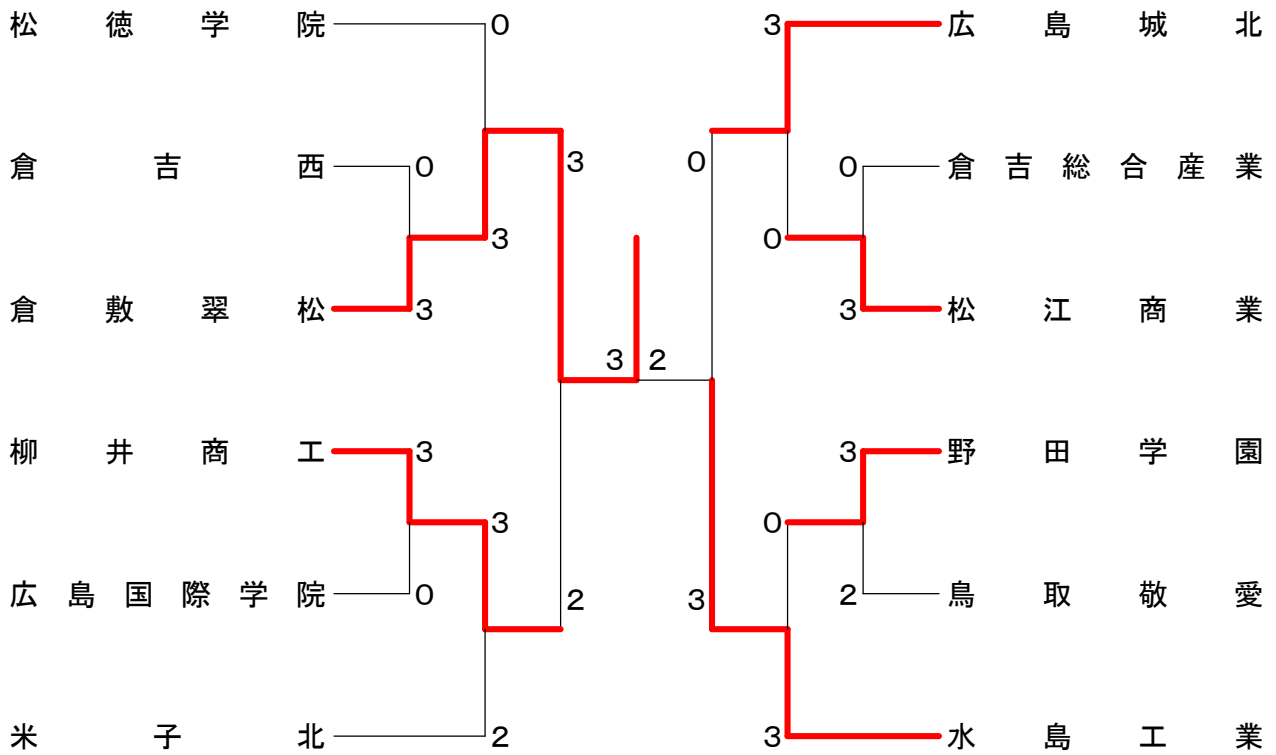 松徳学院 0 3 広島城北
倉吉西 0 3 0 0 倉吉総合産業
3 0
倉敷翠松 3 3 松江商業
3 2
柳井商工 3 3 野田学園
3 0
広島国際学院 0 2 3 2 鳥取敬愛
米子北 2 3 水島工業